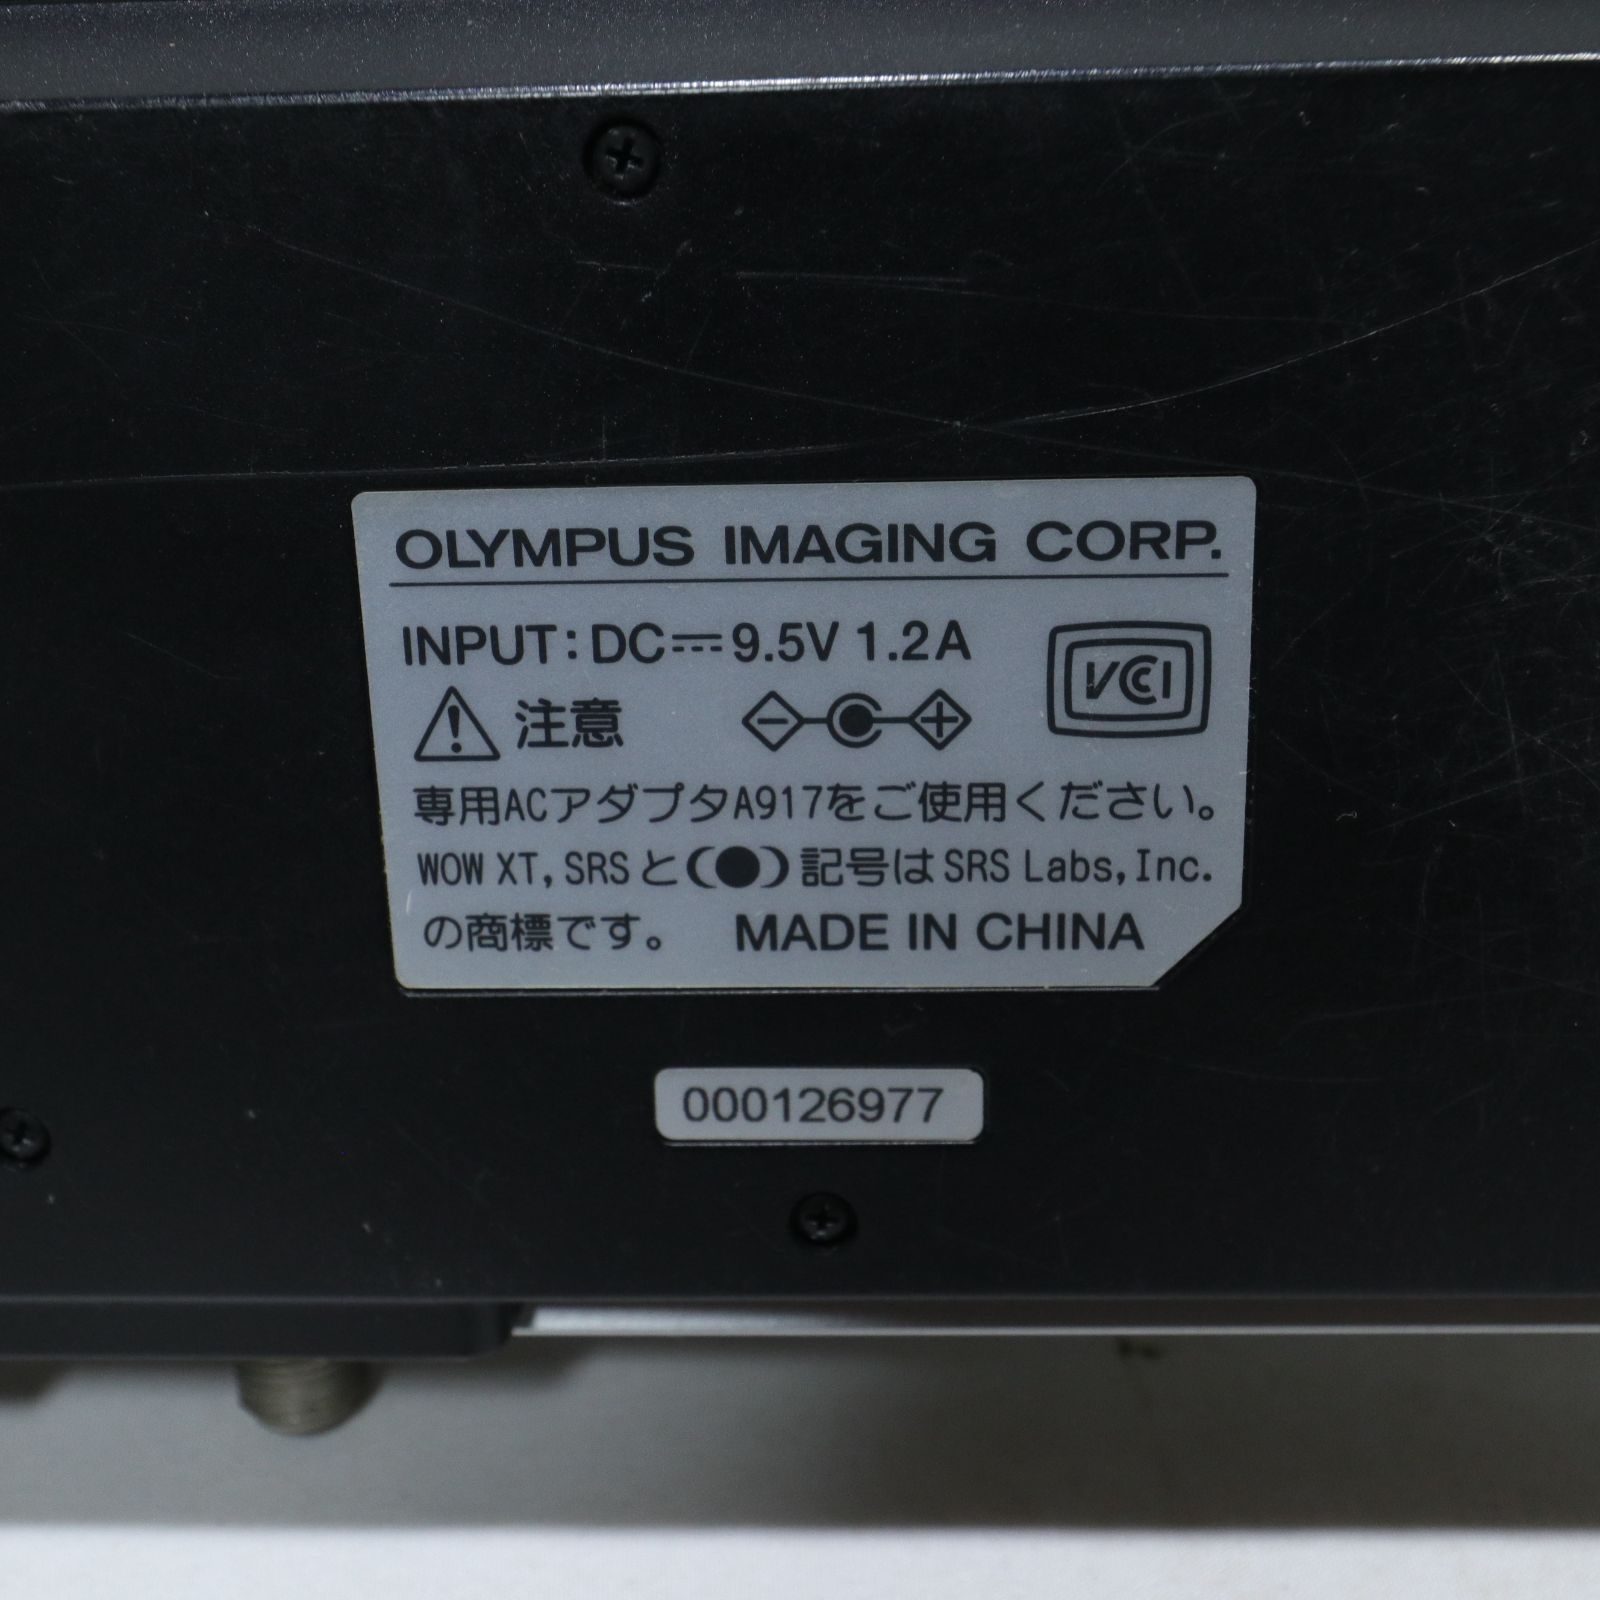 OLYMPUS IMAGING CORP.
INPUT: DC⎓9.5V 1.2A
注意
VCCI
専用ACアダプタA917をご使用ください。
WOW XT, SRSと(●)記号はSRS Labs, Inc.
の商標です。 MADE IN CHINA
000126977